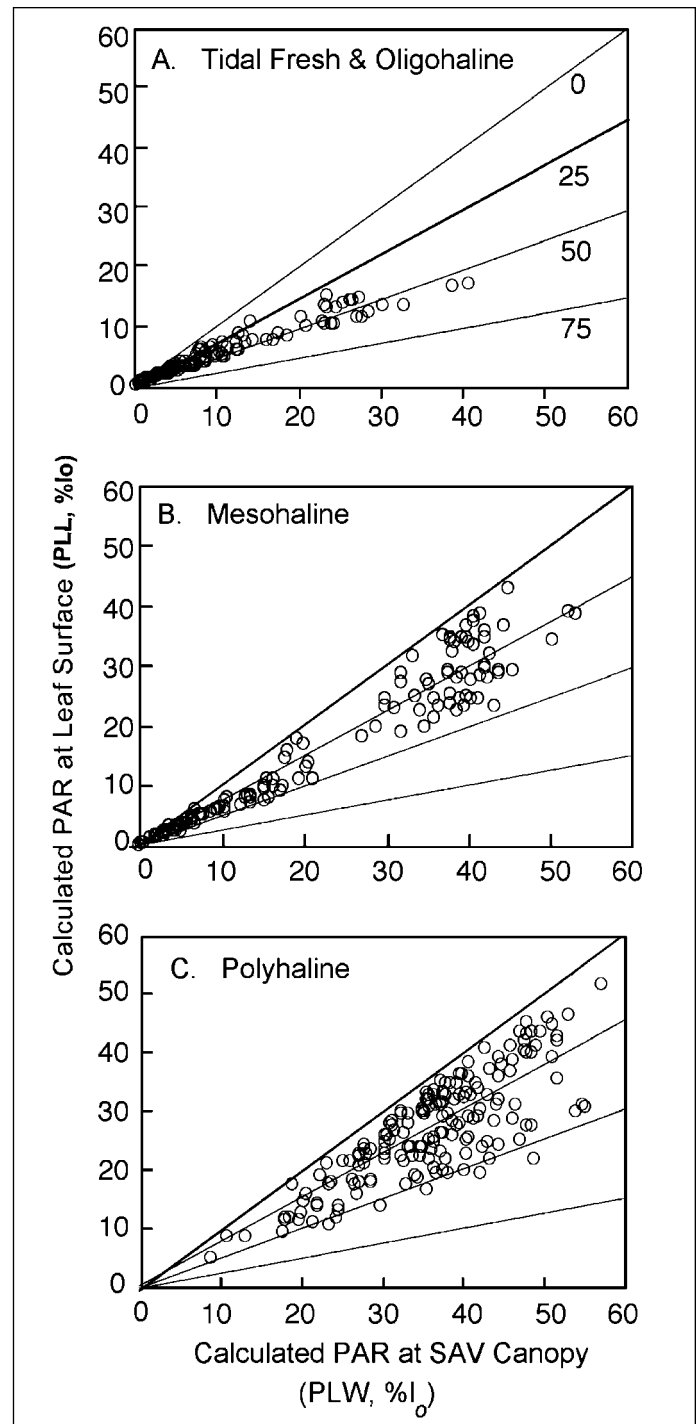 A. Tidal Fresh & Oligohaline
60
50
40
30
20
10
0
0
25
50
75
0 10 20 30 40 50 60
B. Mesohaline
60
50
40
30
20
10
0
0 10 20 30 40 50 60
C. Polyhaline
60
50
40
30
20
10
0
0 10 20 30 40 50 60
Calculated PAR at Leaf Surface (PLL, %Io)
Calculated PAR at SAV Canopy
(PLW, %Io)